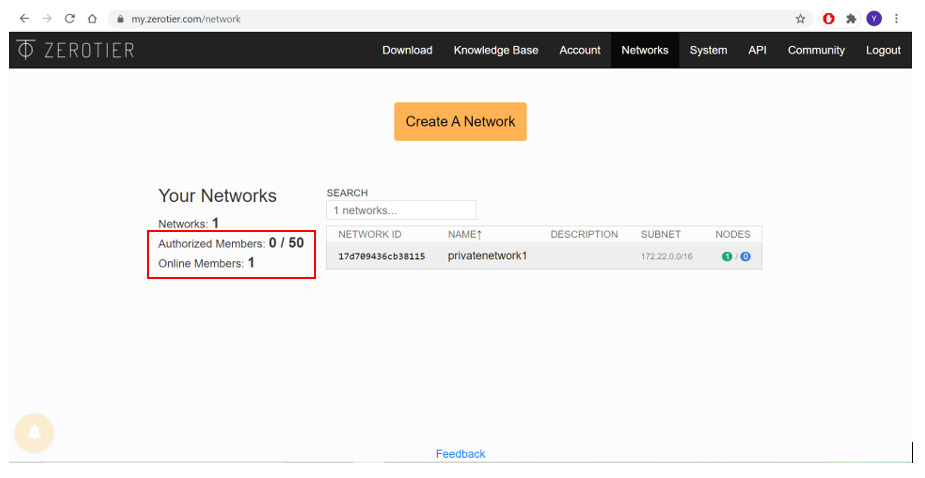 my.zerotier.com/network
Y
ZEROTIER
Download Knowledge Base Account Networks System API Community Logout
Create A Network
Your Networks
Networks: 1
Authorized Members: 0 / 50
Online Members: 1
SEARCH
1 networks...
NETWORK ID NAME↑ DESCRIPTION SUBNET NODES
17d709436cb38115 privatenetwork1 172.22.0.0/16 1 / 0
Feedback